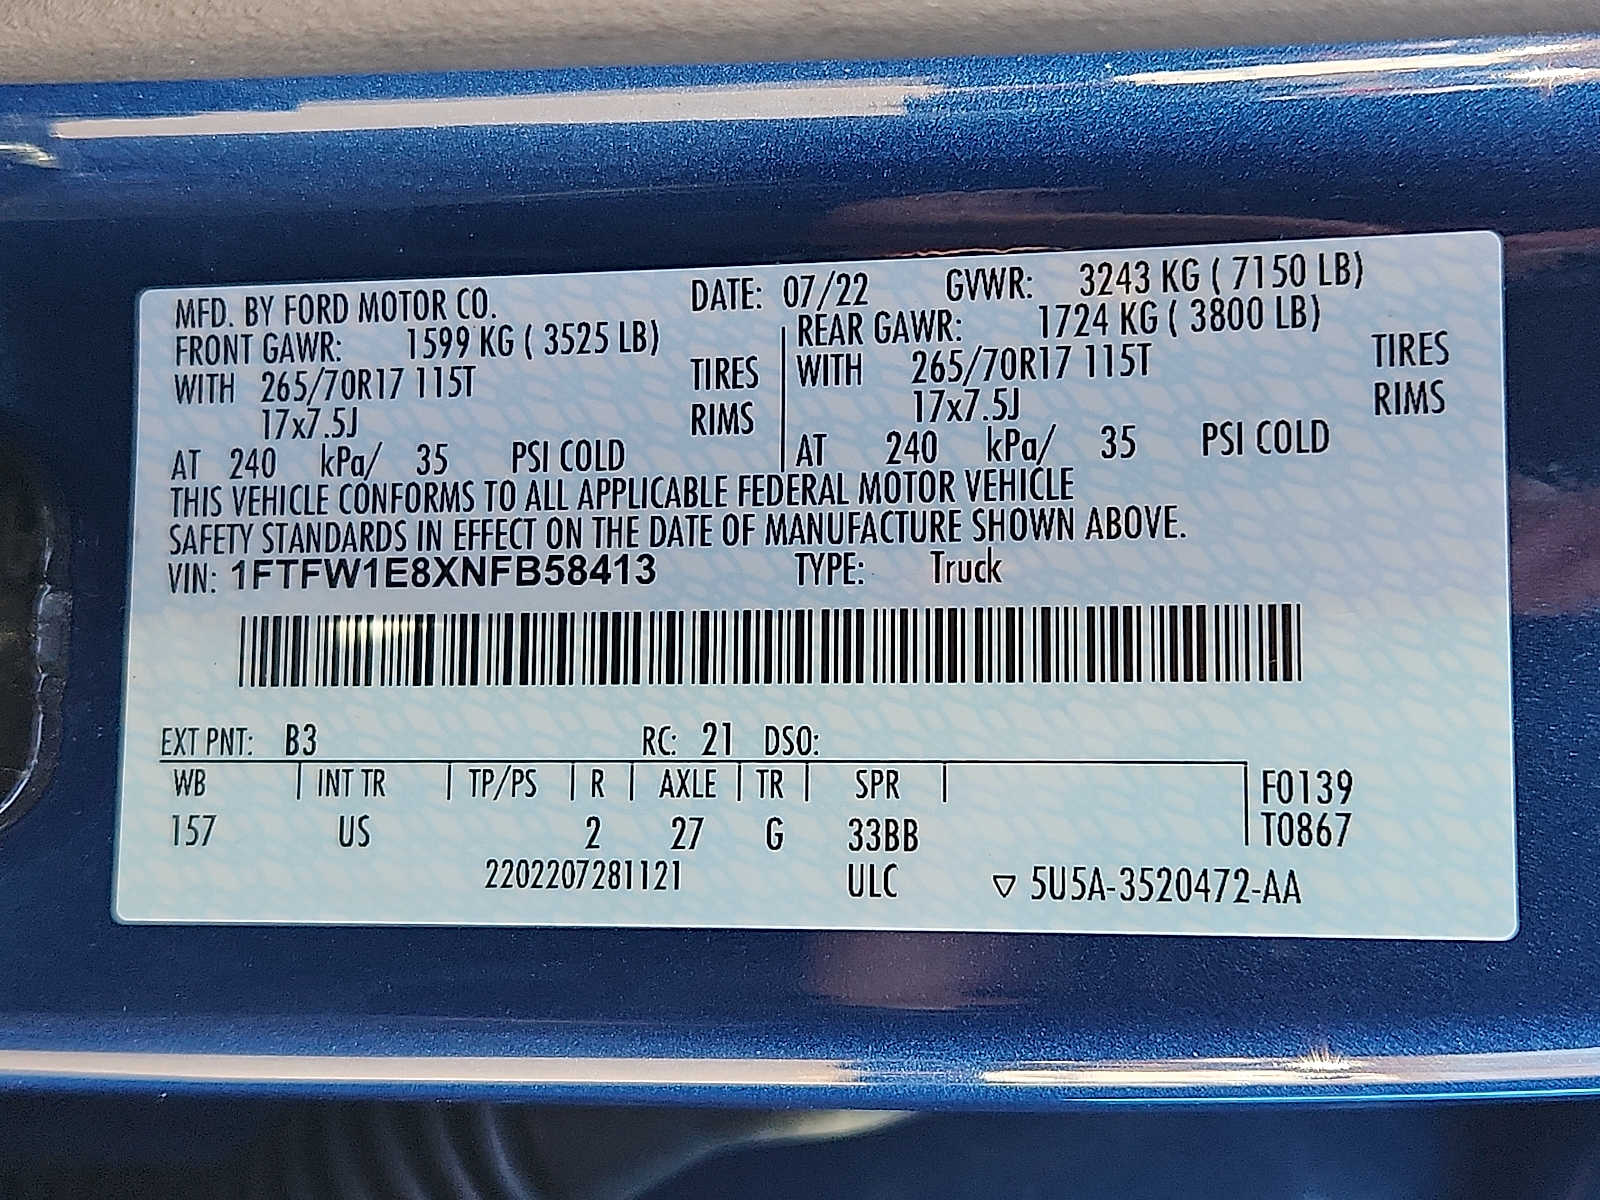 MFD. BY FORD MOTOR CO. DATE: 07/22 GVWR: 3243 KG ( 7150 LB)
FRONT GAWR: 1599 KG ( 3525 LB) REAR GAWR: 1724 KG ( 3800 LB)
WITH 265/70R17 115T TIRES WITH 265/70R17 115T TIRES
17x7.5J RIMS 17x7.5J RIMS
AT 240 kPa/ 35 PSI COLD AT 240 kPa/ 35 PSI COLD
THIS VEHICLE CONFORMS TO ALL APPLICABLE FEDERAL MOTOR VEHICLE
SAFETY STANDARDS IN EFFECT ON THE DATE OF MANUFACTURE SHOWN ABOVE.
VIN: 1FTFW1E8XNFB58413 TYPE: Truck
EXT PNT: B3 RC: 21 DSO:
WB INT TR TP/PS R AXLE TR SPR F0139
157 US 2 27 G 33BB T0867
2202207281121 ULC ▽ 5U5A-3520472-AA